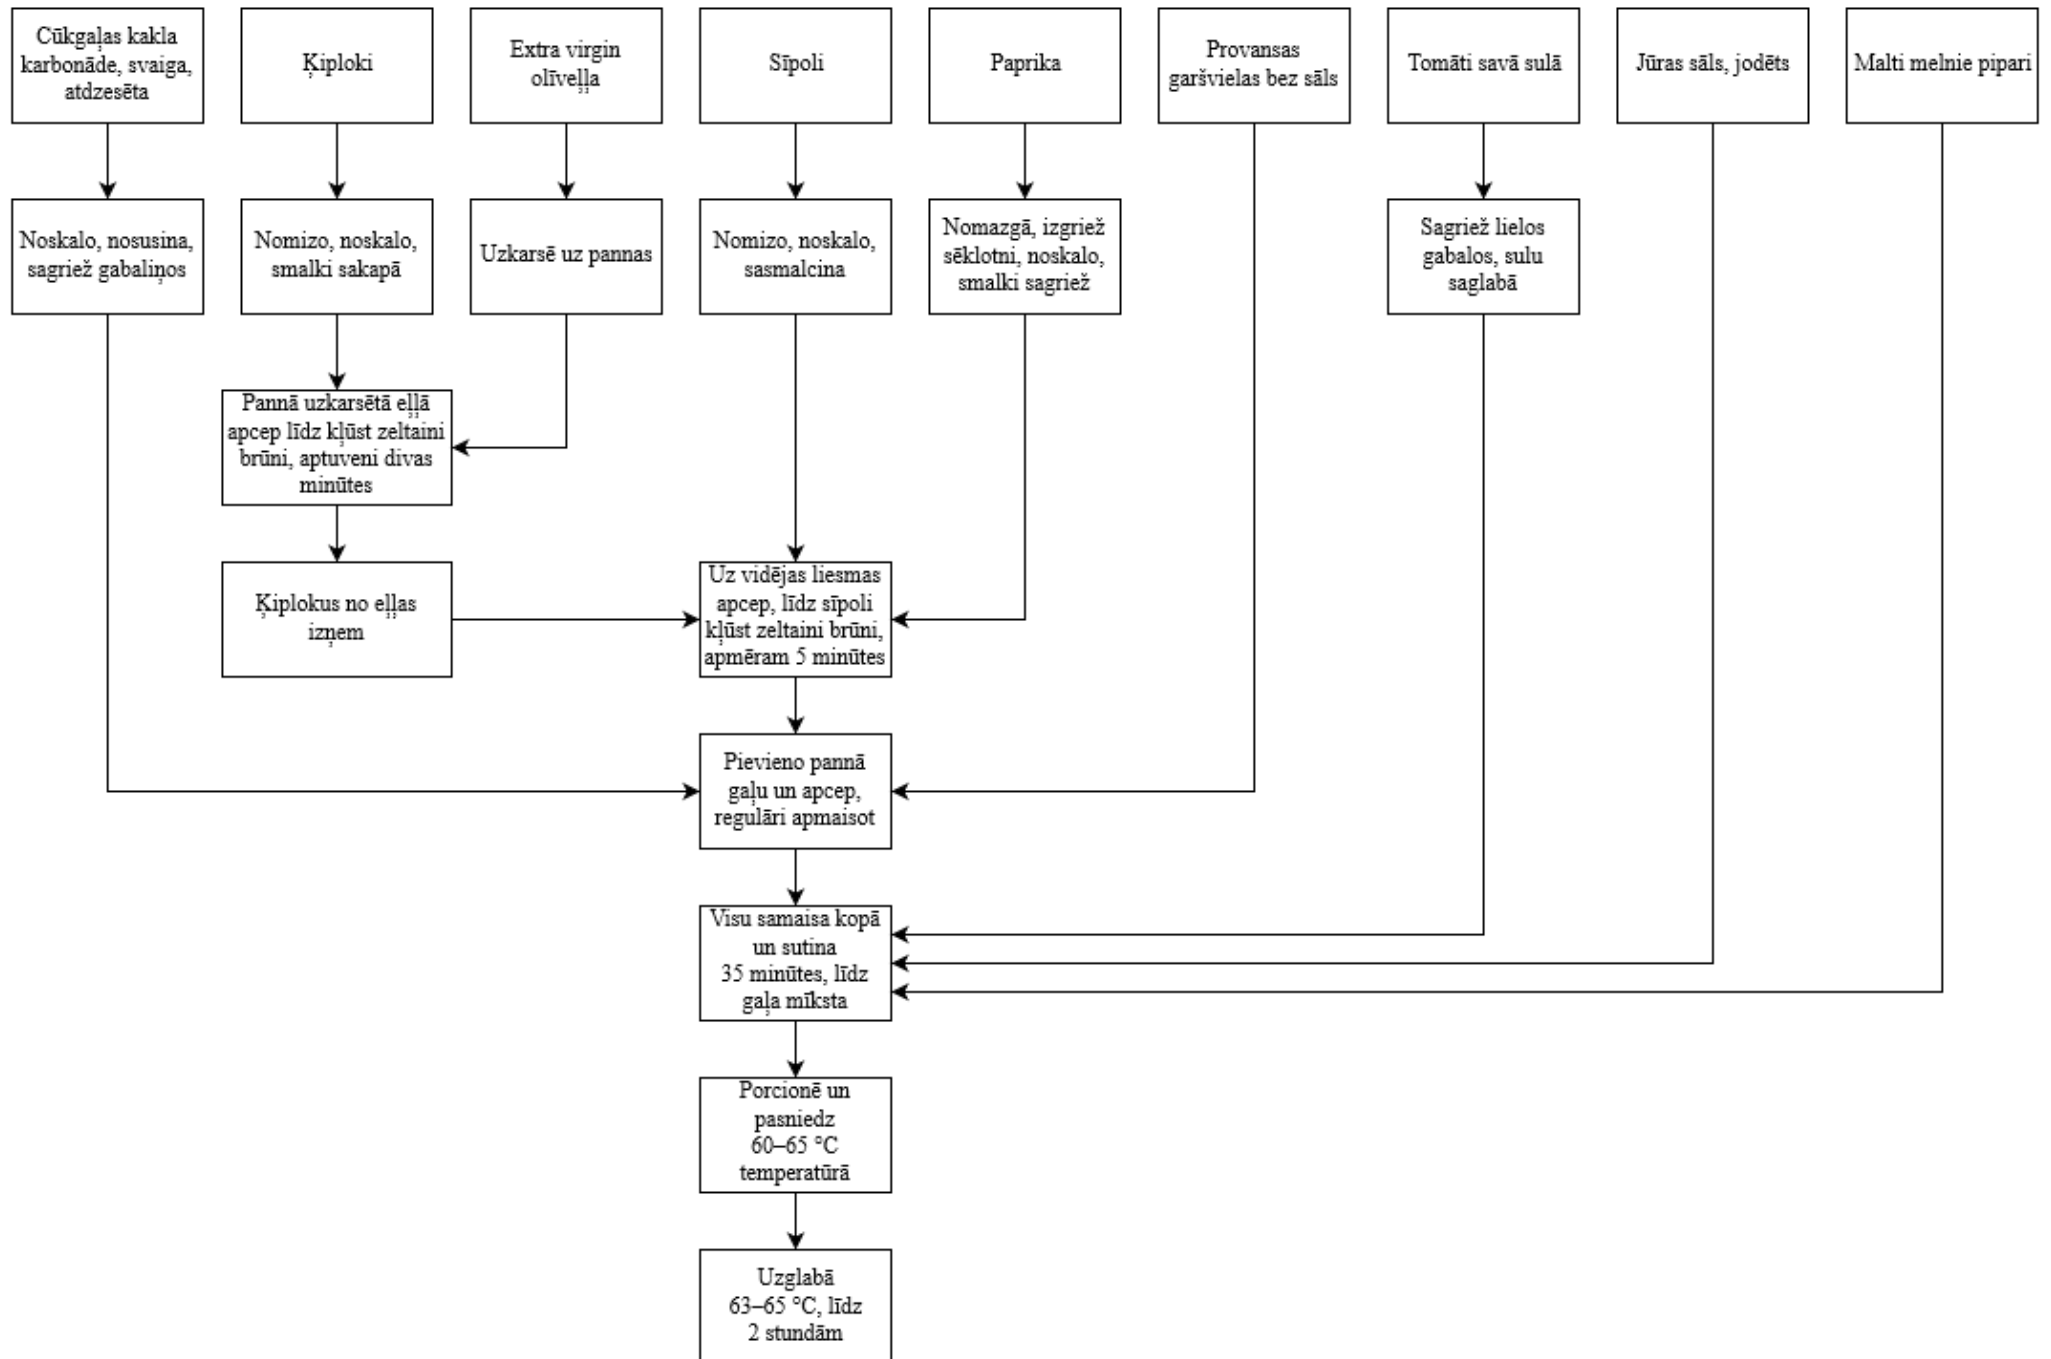 Cūkgaļas kakla
karbonāde, svaiga,
atdzesēta
Ķiploki
Extra virgin
olīveļļa
Sīpoli
Paprika
Provansas
garšvielas bez sāls
Tomāti savā sulā
Jūras sāls, jodēts
Malti melnie pipari
Noskalo, nosusina,
sagriež gabaliņos
Nomizo, noskalo,
smalki sakapā
Uzkarsē uz pannas
Nomizo, noskalo,
sasmalcina
Nomazgā, izgriež
sēklotni, noskalo,
smalki sagriež
Sagriež lielos
gabalos, sulu
saglabā
Pannā uzkarsētā eļļā
apcep līdz kļūst zeltaini
brūni, aptuveni divas
minūtes
Ķiplokus no eļļas
izņem
Uz vidējas liesmas
apcep, līdz sīpoli
kļūst zeltaini brūni,
apmēram 5 minūtes
Pievieno pannā
gaļu un apcep,
regulāri apmaisot
Visu samaisa kopā
un sutina
35 minūtes, līdz
gaļa mīksta
Porcionē un
pasniedz
60–65 °C
temperatūrā
Uzglabā
63–65 °C, līdz
2 stundām